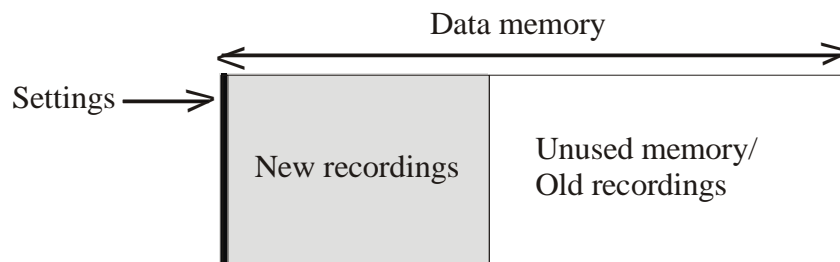 Data memory
Settings
New recordings
Unused memory/
Old recordings